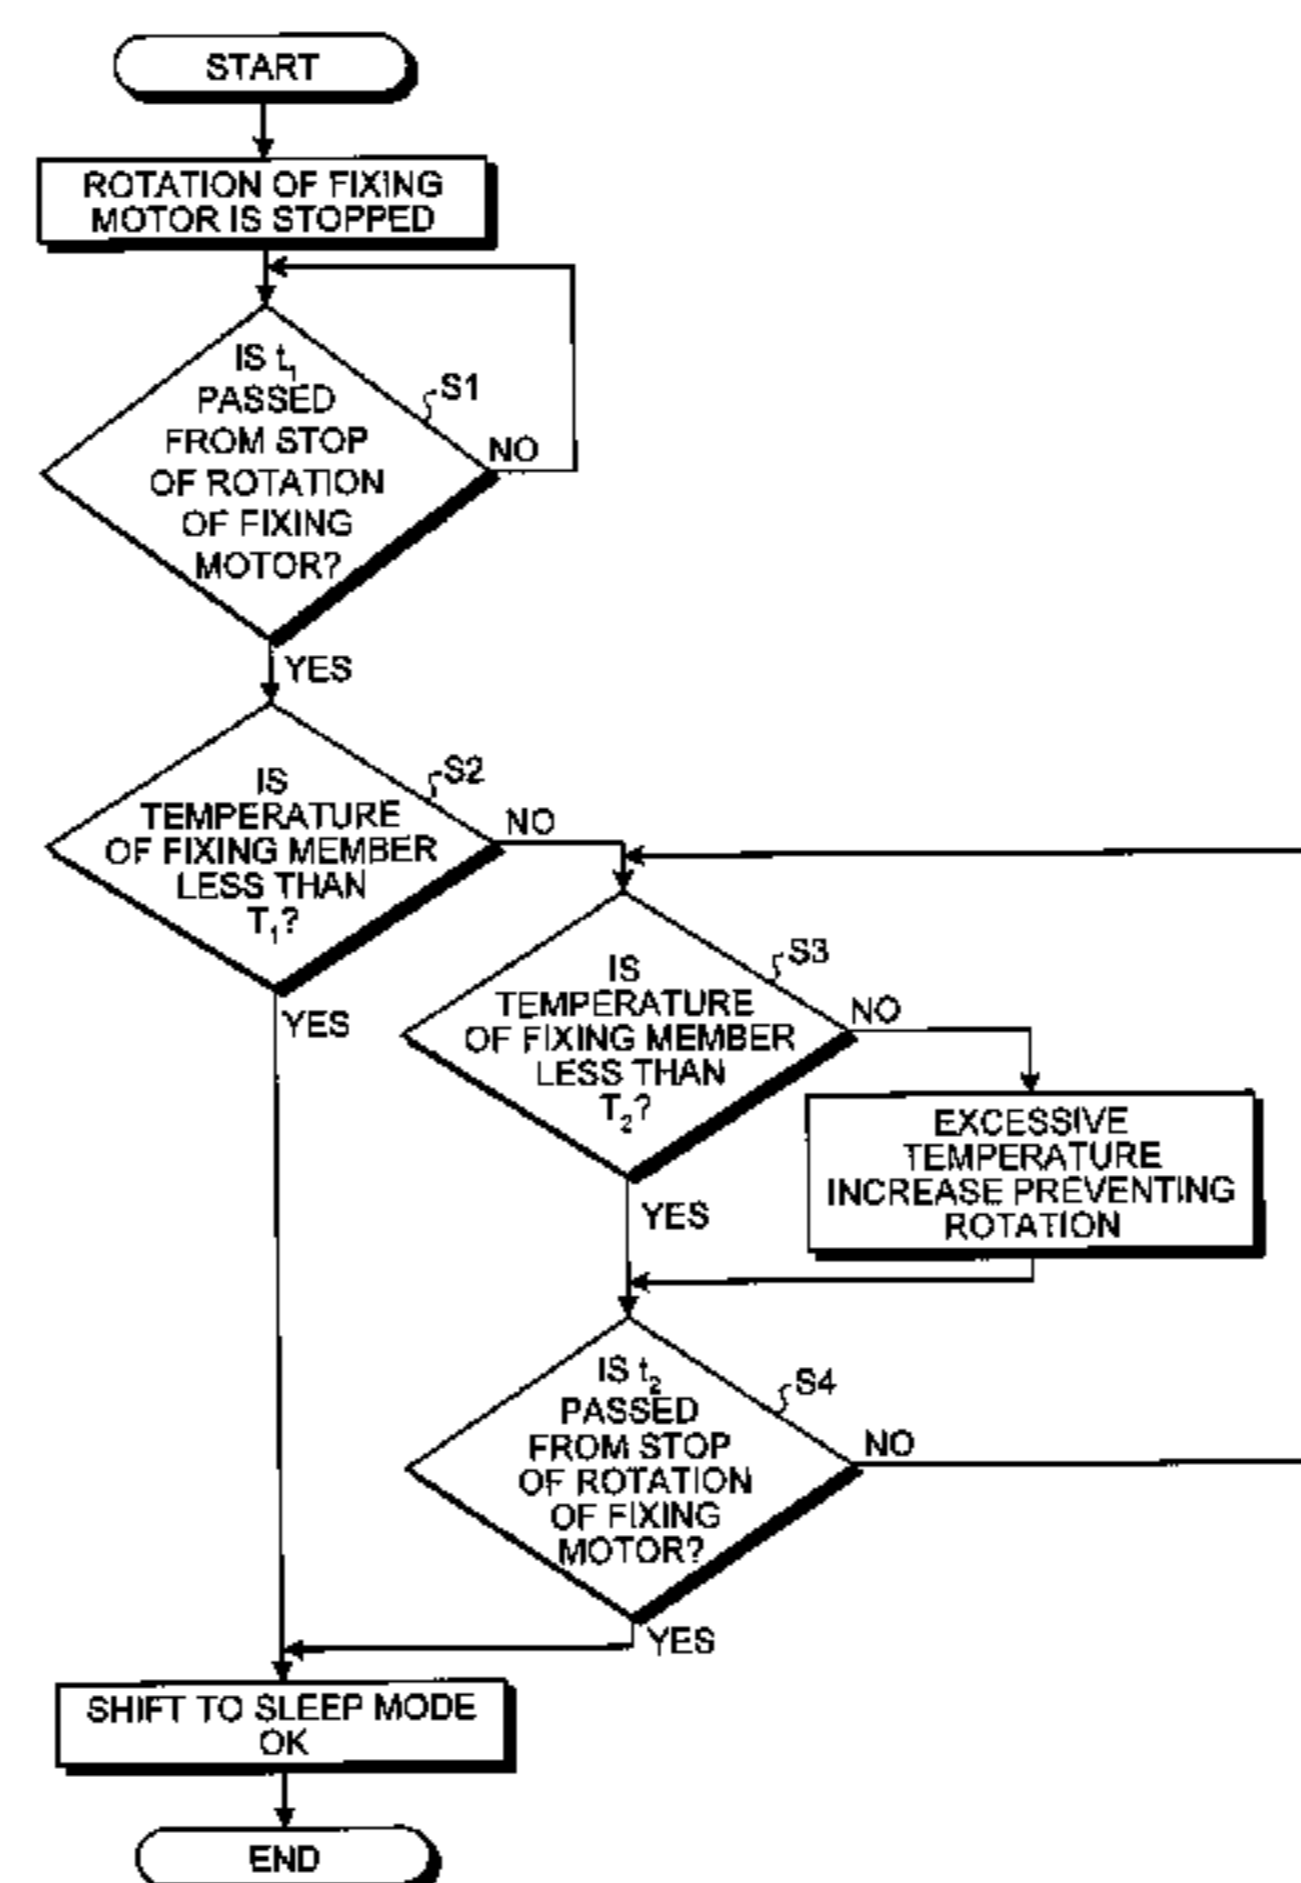 START
ROTATION OF FIXING
MOTOR IS STOPPED
IS t₁
PASSED
FROM STOP
OF ROTATION
OF FIXING
MOTOR?
S1
NO
YES
IS
TEMPERATURE
OF FIXING MEMBER
LESS THAN
T₁?
S2
NO
YES
IS
TEMPERATURE
OF FIXING MEMBER
LESS THAN
T₂?
S3
NO
YES
EXCESSIVE
TEMPERATURE
INCREASE PREVENTING
ROTATION
IS t₂
PASSED
FROM STOP
OF ROTATION
OF FIXING
MOTOR?
S4
NO
YES
SHIFT TO SLEEP MODE
OK
END